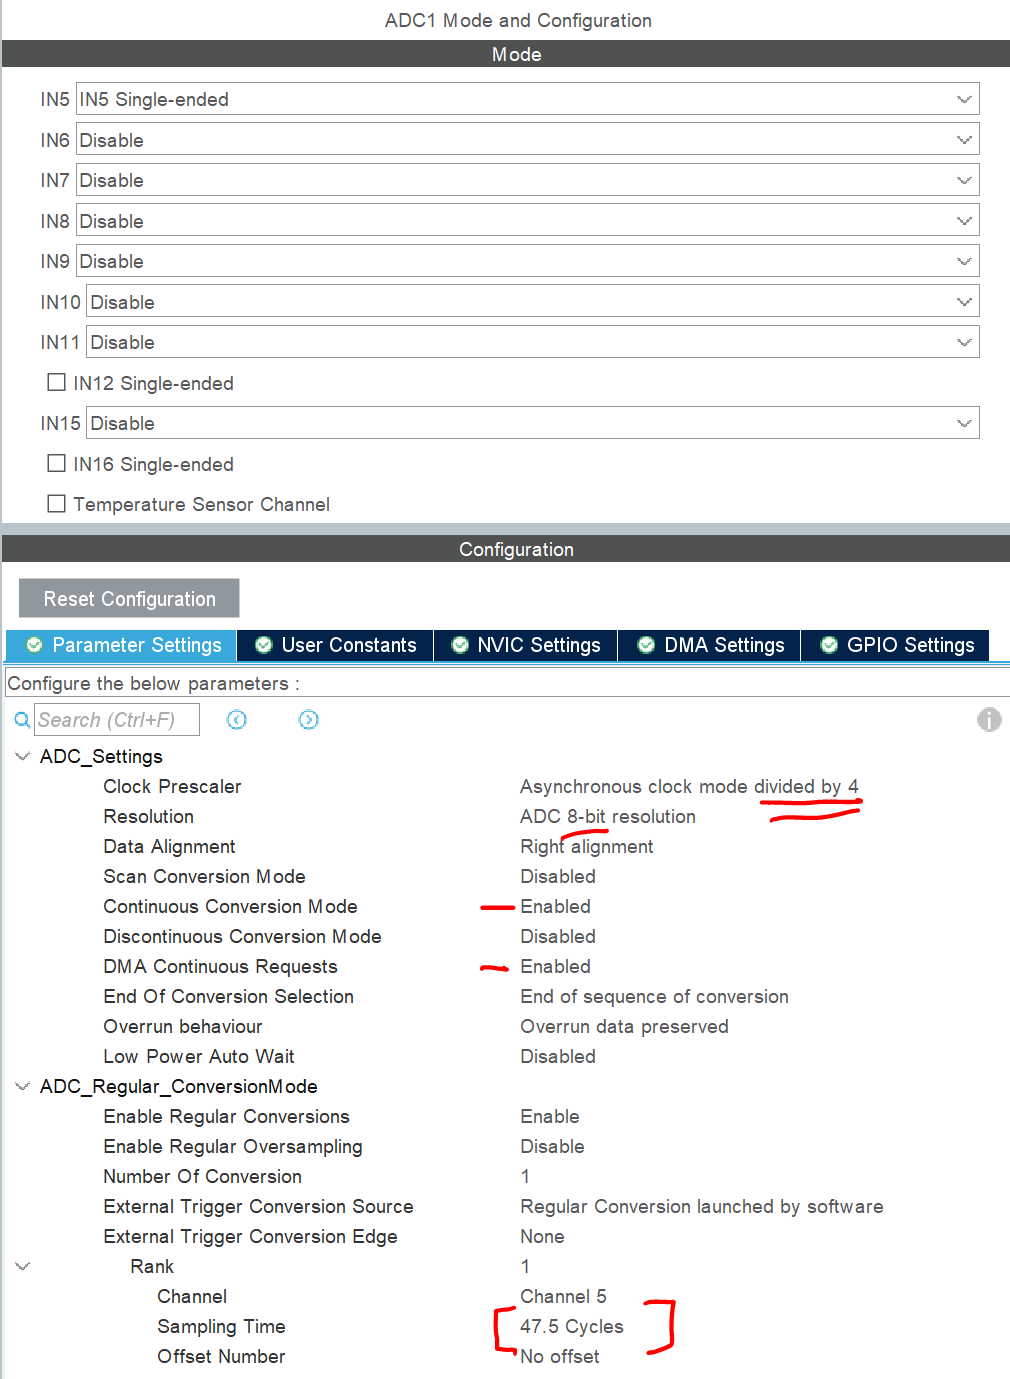 ADC1 Mode and Configuration
Mode
IN5 IN5 Single-ended
IN6 Disable
IN7 Disable
IN8 Disable
IN9 Disable
IN10 Disable
IN11 Disable
IN12 Single-ended
IN15 Disable
IN16 Single-ended
Temperature Sensor Channel
Configuration
Reset Configuration
Parameter Settings User Constants NVIC Settings DMA Settings GPIO Settings
Configure the below parameters :
Search (Ctrl+F)
ADC_Settings
Clock Prescaler Asynchronous clock mode divided by 4
Resolution ADC 8-bit resolution
Data Alignment Right alignment
Scan Conversion Mode Disabled
Continuous Conversion Mode Enabled
Discontinuous Conversion Mode Disabled
DMA Continuous Requests Enabled
End Of Conversion Selection End of sequence of conversion
Overrun behaviour Overrun data preserved
Low Power Auto Wait Disabled
ADC_Regular_ConversionMode
Enable Regular Conversions Enable
Enable Regular Oversampling Disable
Number Of Conversion 1
External Trigger Conversion Source Regular Conversion launched by software
External Trigger Conversion Edge None
Rank 1
Channel Channel 5
Sampling Time 47.5 Cycles
Offset Number No offset